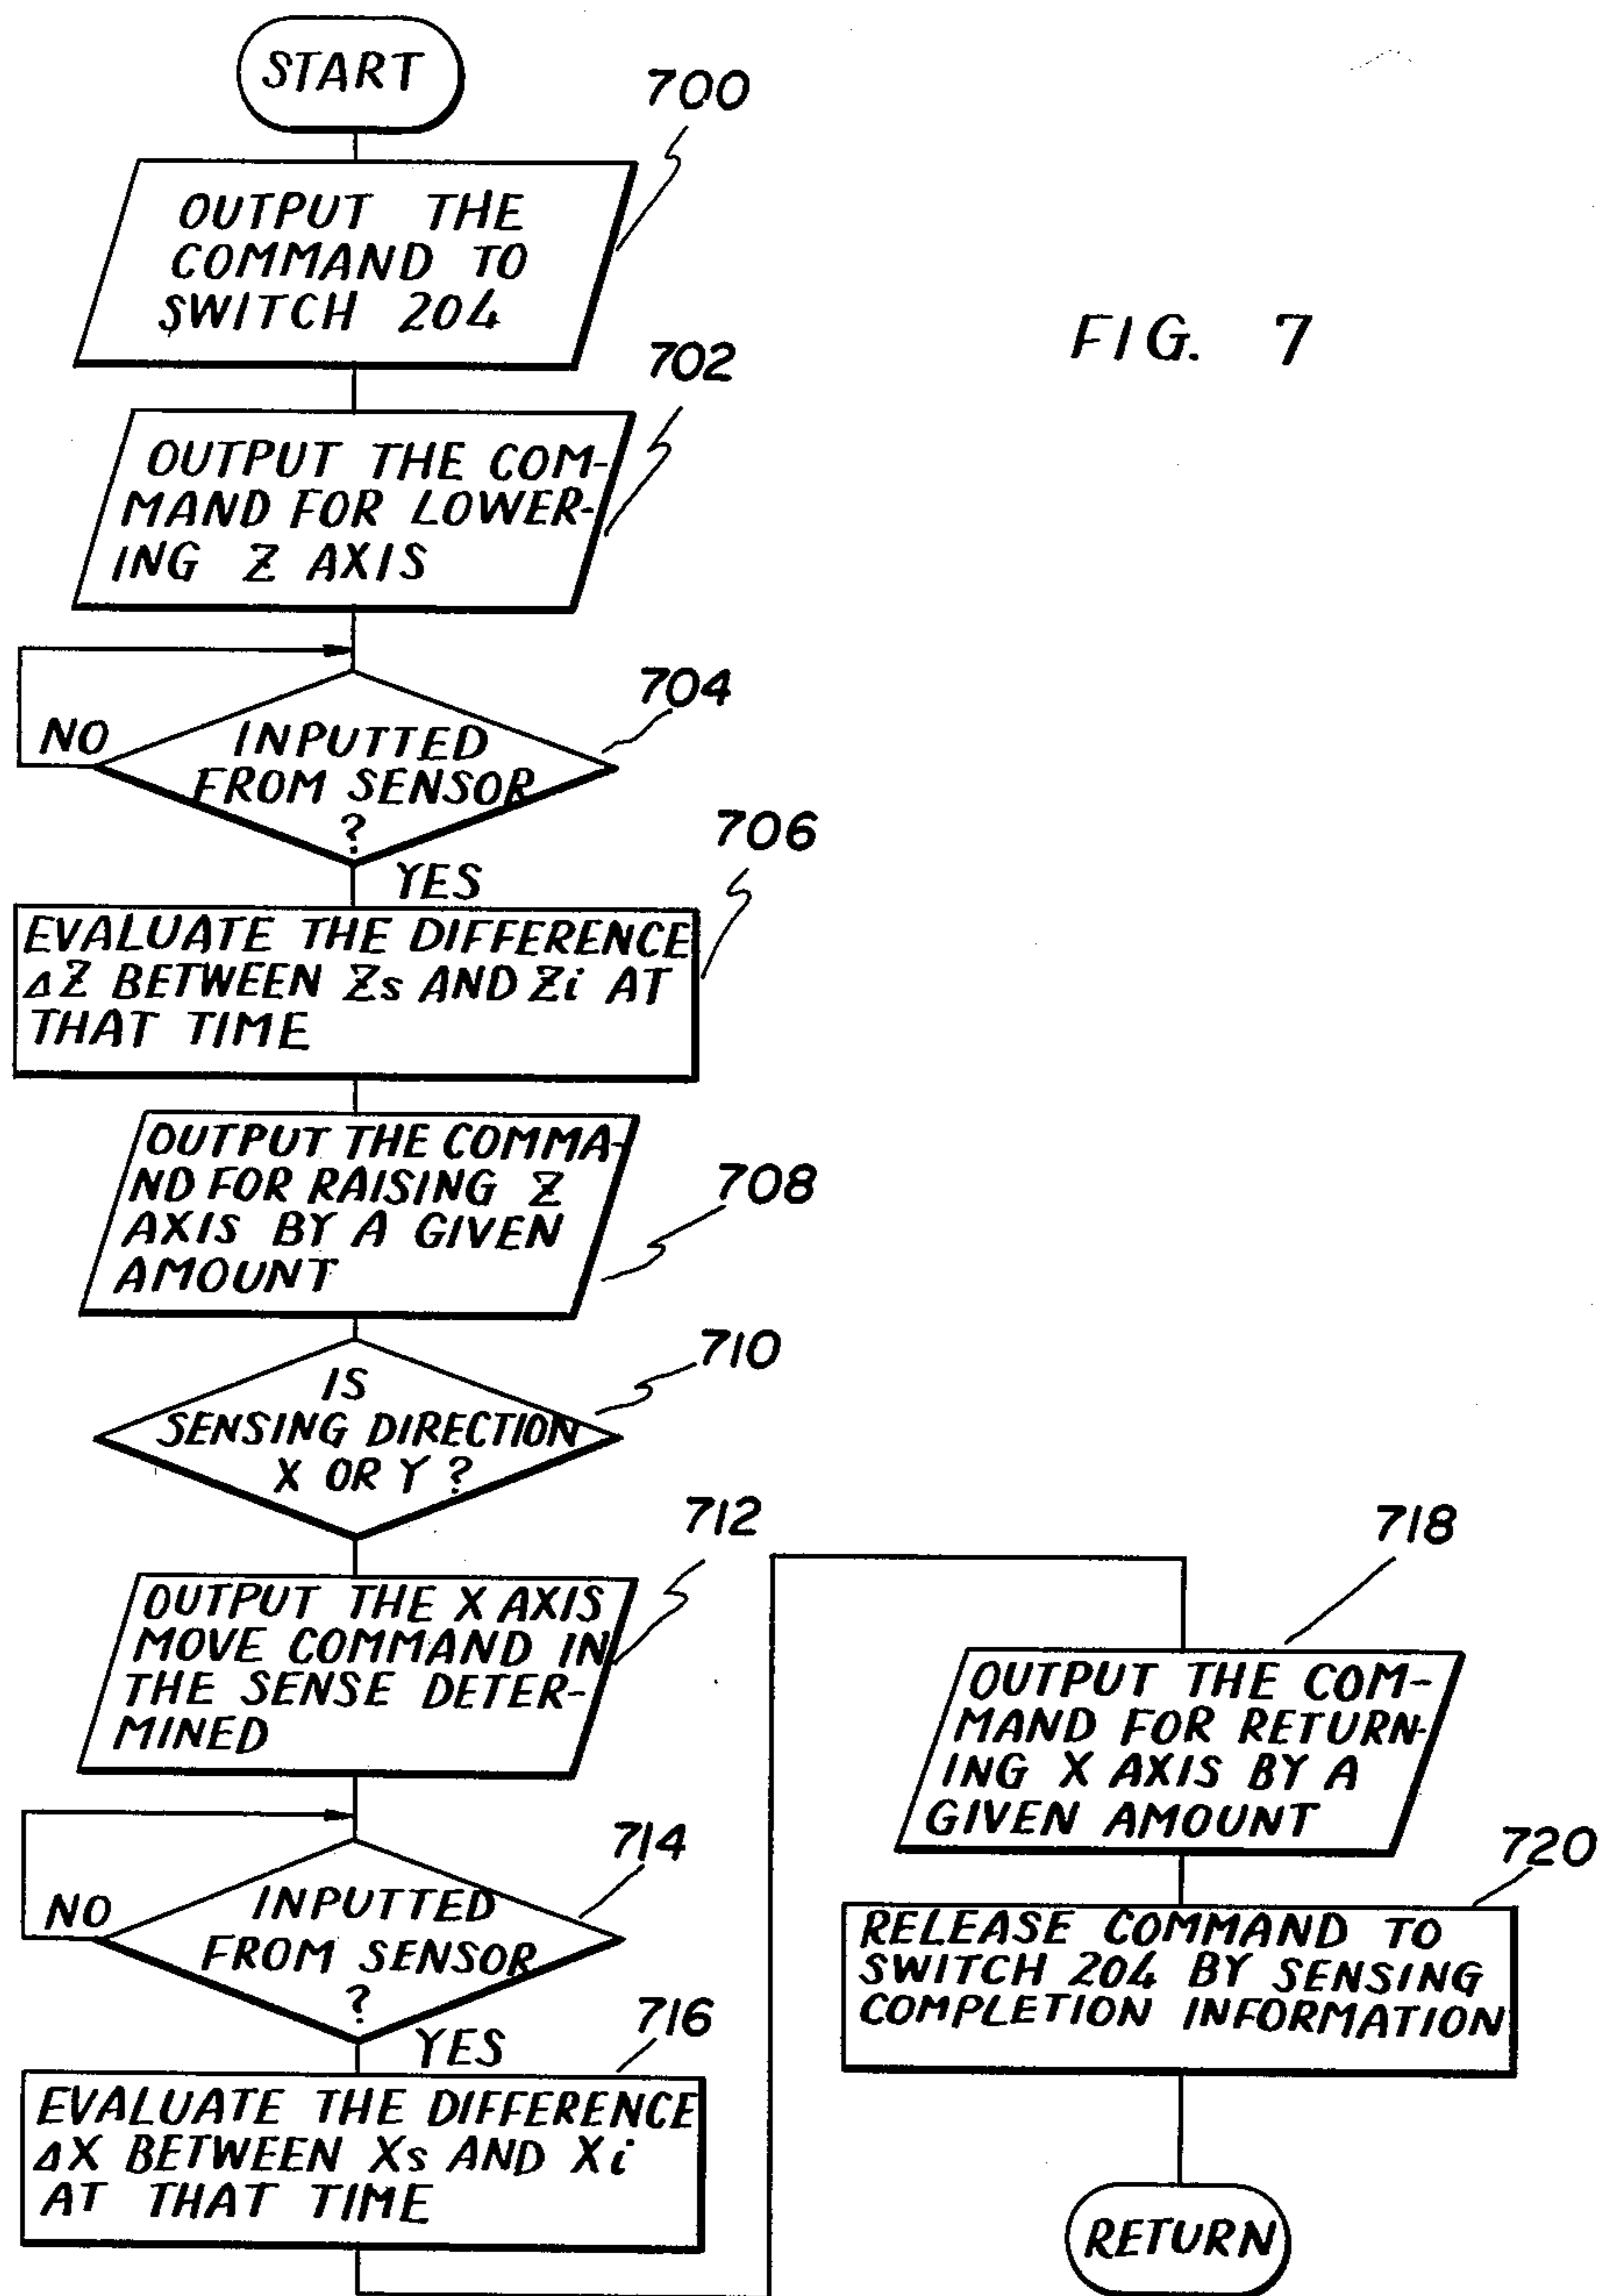 START
700
OUTPUT THE
COMMAND TO
SWITCH 204
FIG. 7
702
OUTPUT THE COM-
MAND FOR LOWER-
ING Z AXIS
704
NO
INPUTTED
FROM SENSOR
?
YES
706
EVALUATE THE DIFFERENCE
ΔZ BETWEEN Zs AND Zi AT
THAT TIME
OUTPUT THE COMMA-
ND FOR RAISING Z
AXIS BY A GIVEN
AMOUNT
708
710
IS
SENSING DIRECTION
X OR Y ?
712
OUTPUT THE X AXIS
MOVE COMMAND IN
THE SENSE DETER-
MINED
714
NO
INPUTTED
FROM SENSOR
?
YES
716
EVALUATE THE DIFFERENCE
ΔX BETWEEN Xs AND Xi
AT THAT TIME
718
OUTPUT THE COM-
MAND FOR RETURN-
ING X AXIS BY A
GIVEN AMOUNT
720
RELEASE COMMAND TO
SWITCH 204 BY SENSING
COMPLETION INFORMATION
RETURN